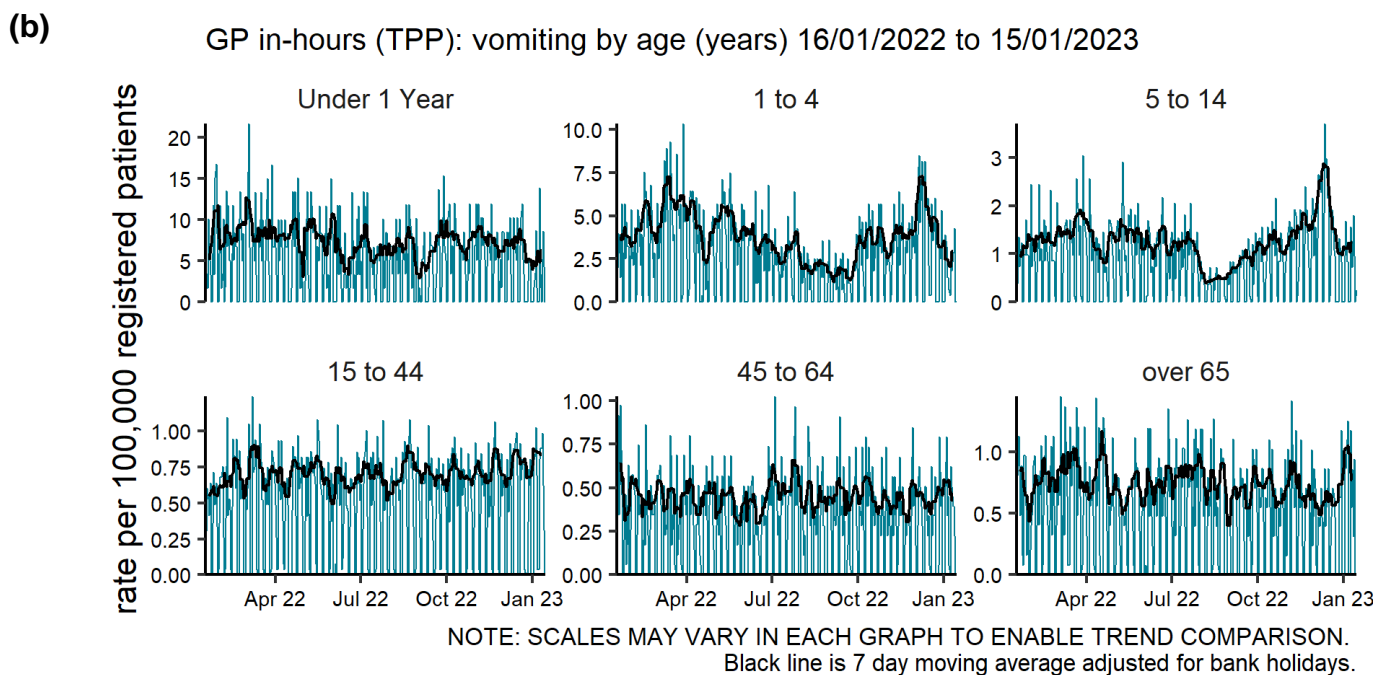 (b)
GP in-hours (TPP): vomiting by age (years) 16/01/2022 to 15/01/2023
rate per 100,000 registered patients
Under 1 Year
20
15
10
5
0
1 to 4
10.0
7.5
5.0
2.5
0.0
5 to 14
3
2
1
0
15 to 44
1.00
0.75
0.50
0.25
0.00
Apr 22 Jul 22 Oct 22 Jan 23
45 to 64
1.00
0.75
0.50
0.25
0.00
Apr 22 Jul 22 Oct 22 Jan 23
over 65
1.0
0.5
0.0
Apr 22 Jul 22 Oct 22 Jan 23
NOTE: SCALES MAY VARY IN EACH GRAPH TO ENABLE TREND COMPARISON.
Black line is 7 day moving average adjusted for bank holidays.